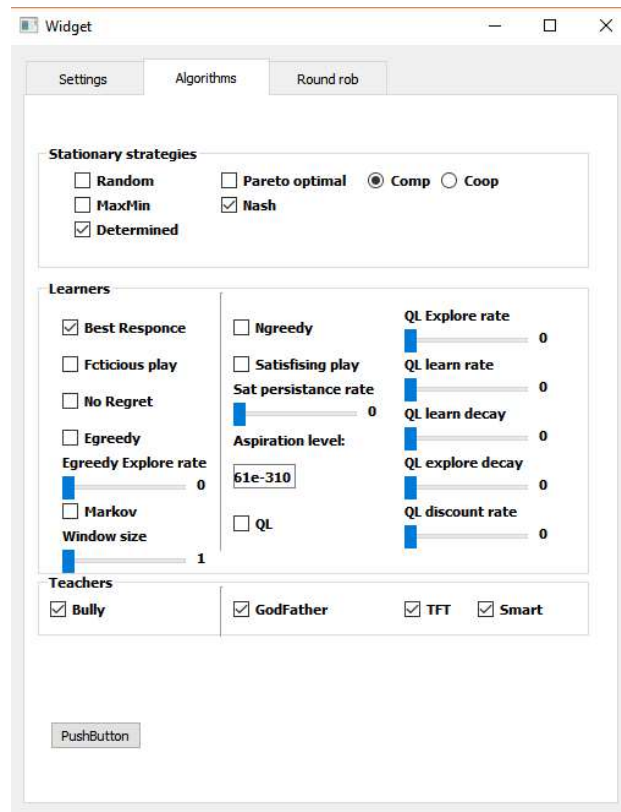 Widget
Settings Algorithms Round rob
Stationary strategies
Random Pareto optimal Comp Coop
MaxMin Nash
Determined
Learners
Best Responce
Fcticious play
No Regret
Egreedy
Egreedy Explore rate
0
Markov
Window size
1
Ngreedy
Satisfising play
Sat persistance rate
0
Aspiration level:
61e-310
QL
QL Explore rate
0
QL learn rate
0
QL learn decay
0
QL explore decay
0
QL discount rate
0
Teachers
Bully GodFather TFT Smart
PushButton